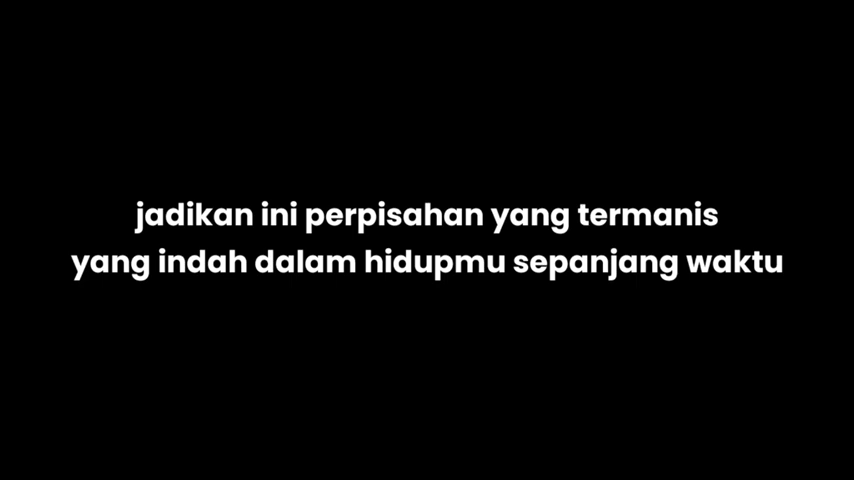 jadikan ini perpisahan yang termanis
yang indah dalam hidupmu sepanjang waktu